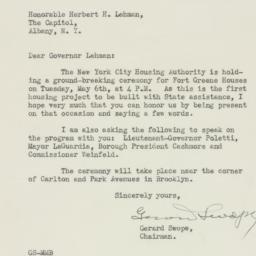 Honorable Herbert H. Lehman,
The Capitol,
Albany, N. Y.
Dear Governor Lehman:
The New York City Housing Authority is hold-
ing a ground-breaking ceremony for Fort Greene Houses
on Tuesday, May 6th, at 4 P.M. As this is the first
housing project to be built with State assistance, I
hope very much that you can honor us by being present
on that occasion and saying a few words.
I am also asking the following to speak on
the program with you: Lieutenant-Governor Poletti,
Mayor LaGuardia, Borough President Cashmore and
Commissioner Weinfeld.
The ceremony will take place near the corner
of Carlton and Park Avenues in Brooklyn.
Sincerely yours,
Gerard Swope
Gerard Swope,
Chairman.
GS-MMB